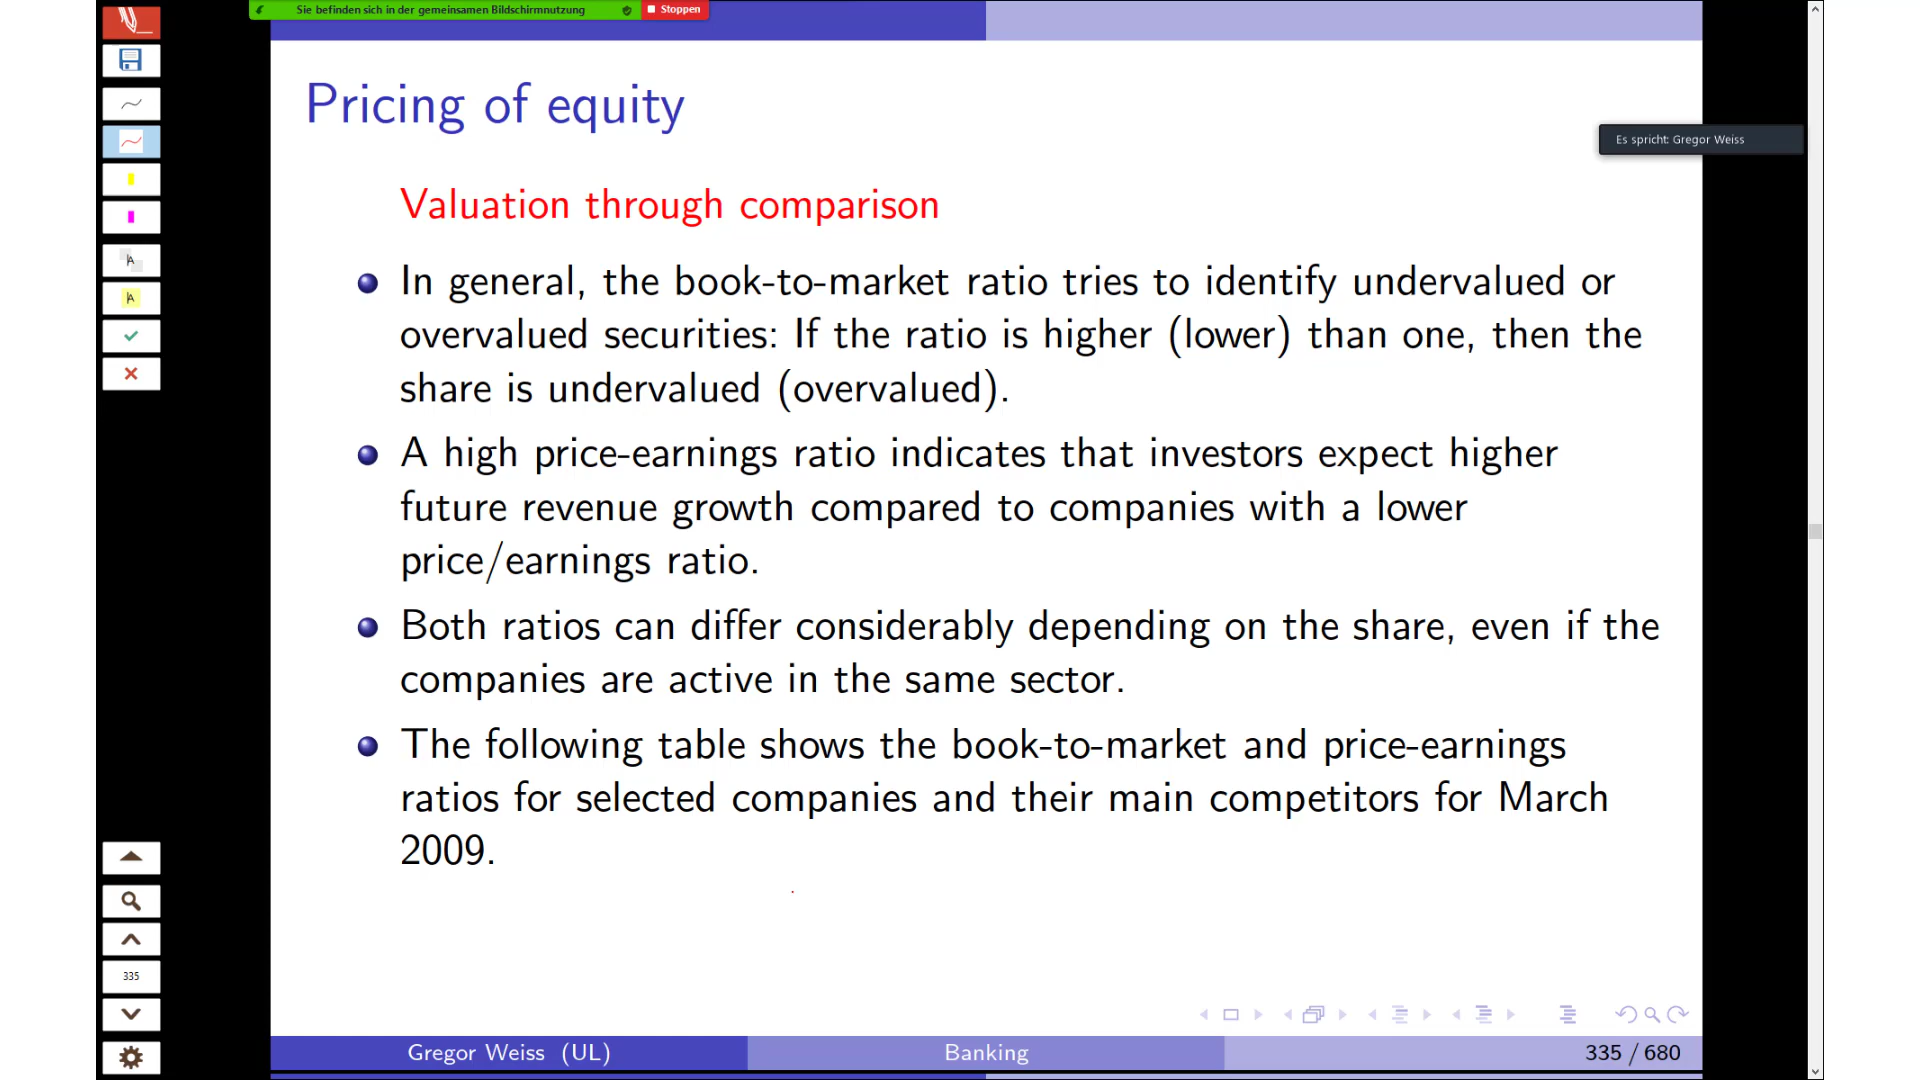 Sie befinden sich in der gemeinsamen Bildschirmnutzung
Stoppen
Pricing of equity
Es spricht: Gregor Weiss
Valuation through comparison
In general, the book-to-market ratio tries to identify undervalued or
overvalued securities: If the ratio is higher (lower) than one, then the
share is undervalued (overvalued).
A high price-earnings ratio indicates that investors expect higher
future revenue growth compared to companies with a lower
price/earnings ratio.
Both ratios can differ considerably depending on the share, even if the
companies are active in the same sector.
The following table shows the book-to-market and price-earnings
ratios for selected companies and their main competitors for March
2009.
A
A
335
Gregor Weiss (UL)
Banking
335 / 680